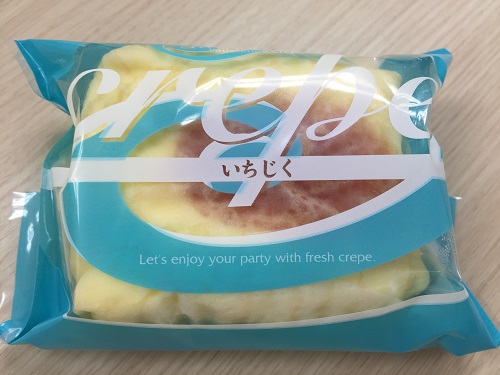 crepe
いちじく
Let's enjoy your party with fresh crepe.